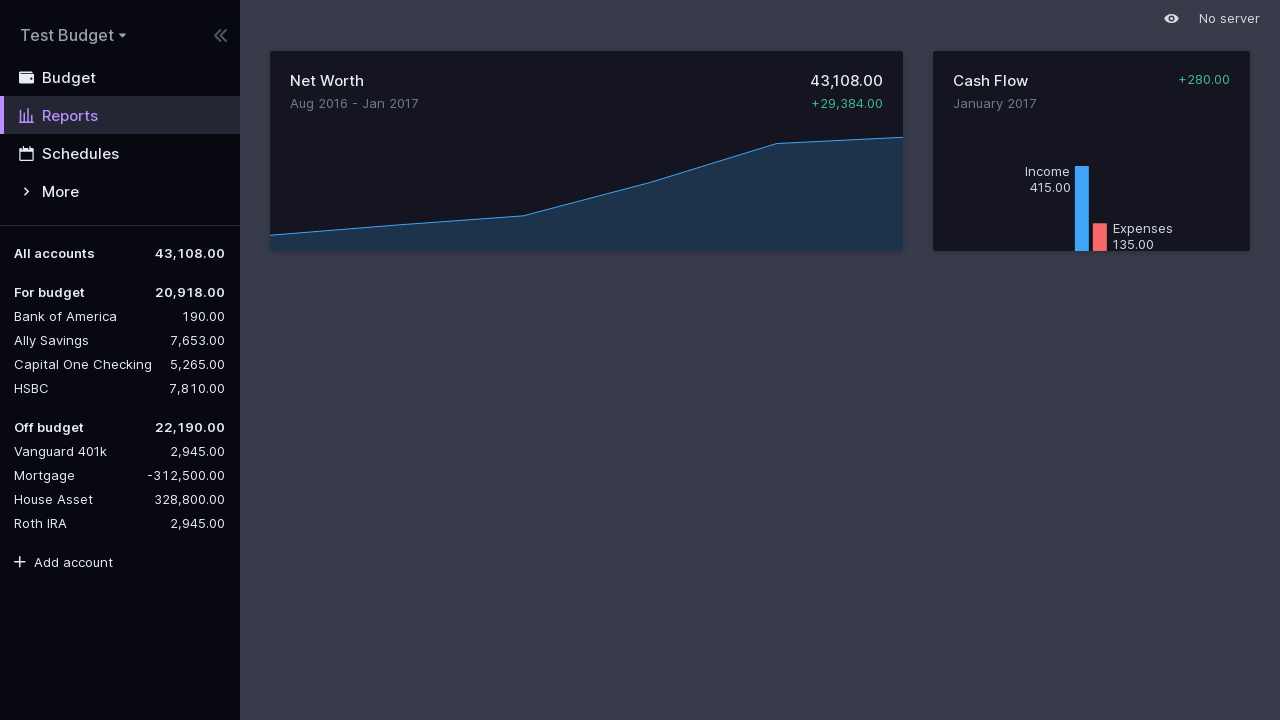 Test Budget
Budget
Reports
Schedules
More
All accounts 43,108.00
For budget 20,918.00
Bank of America 190.00
Ally Savings 7,653.00
Capital One Checking 5,265.00
HSBC 7,810.00
Off budget 22,190.00
Vanguard 401k 2,945.00
Mortgage -312,500.00
House Asset 328,800.00
Roth IRA 2,945.00
Add account
No server
Net Worth 43,108.00
Aug 2016 - Jan 2017 +29,384.00
Cash Flow +280.00
January 2017
Income
415.00
Expenses
135.00